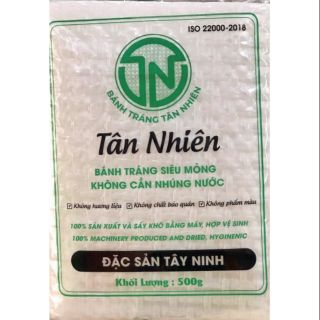 ISO 22000-2018
TN
BÁNH TRÁNG TÂN NHIÊN
Tân Nhiên
BÁNH TRÁNG SIÊU MỎNG
KHÔNG CẦN NHÚNG NƯỚC
Không hương liệu Không chất bảo quản Không phẩm màu
100% SẢN XUẤT VÀ SẤY KHÔ BẰNG MÁY, HỢP VỆ SINH
100% MACHINERY PRODUCED AND DRIED, HYGINENIC
ĐẶC SẢN TÂY NINH
Khối Lượng : 500g